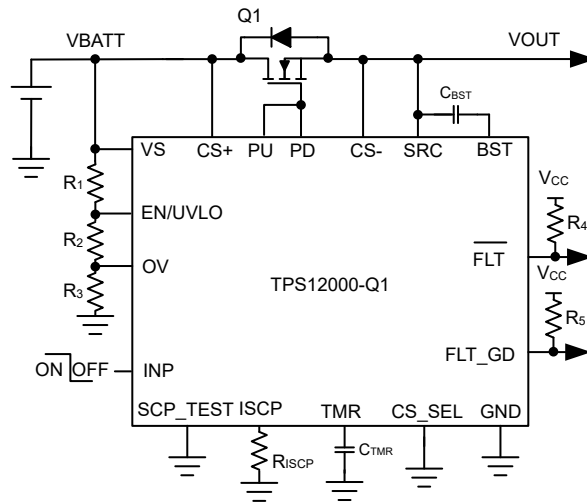 Q1
VBATT
VOUT
CBST
VS
CS+
PU
PD
CS-
SRC
BST
R1
EN/UVLO
R2
OV
R3
TPS12000-Q1
VCC
R4
FLT
VCC
R5
FLT_GD
ON
OFF
INP
SCP_TEST
ISCP
TMR
CS_SEL
GND
RISCP
CTMR